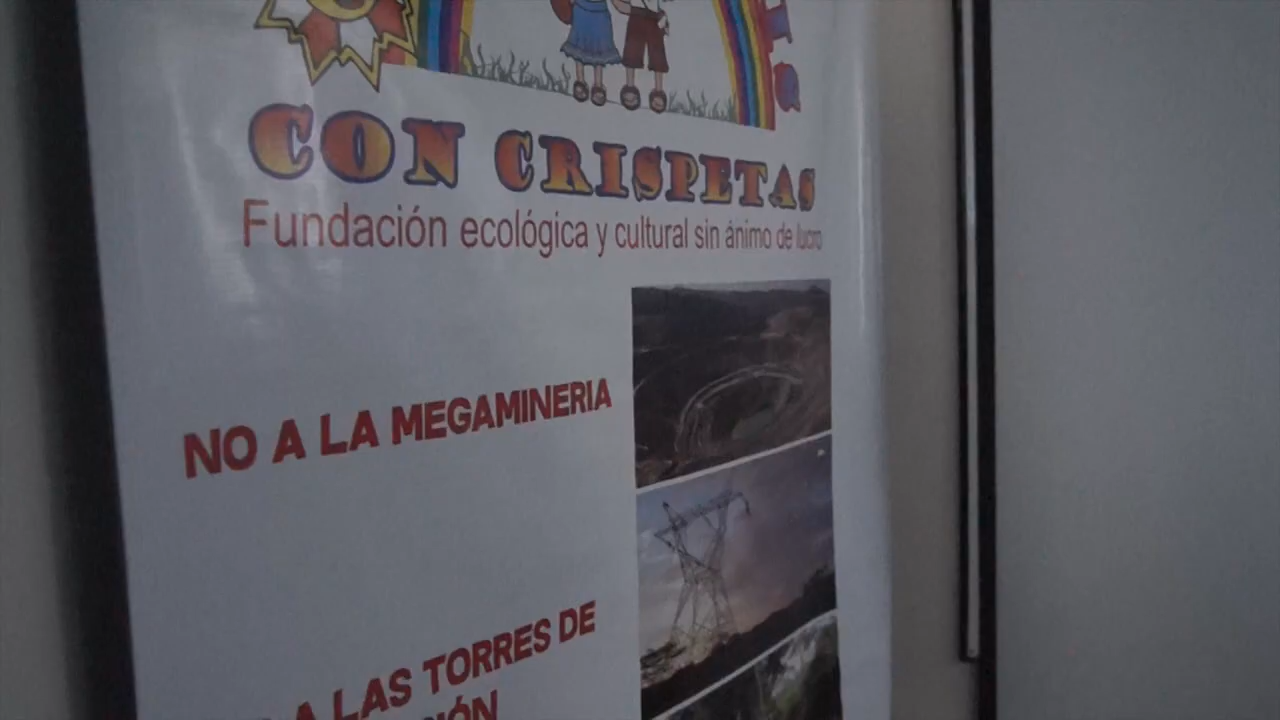 CON CRISPETAS
Fundación ecológica y cultural sin ánimo de lucro
NO A LA MEGAMINERIA
A LAS TORRES DE